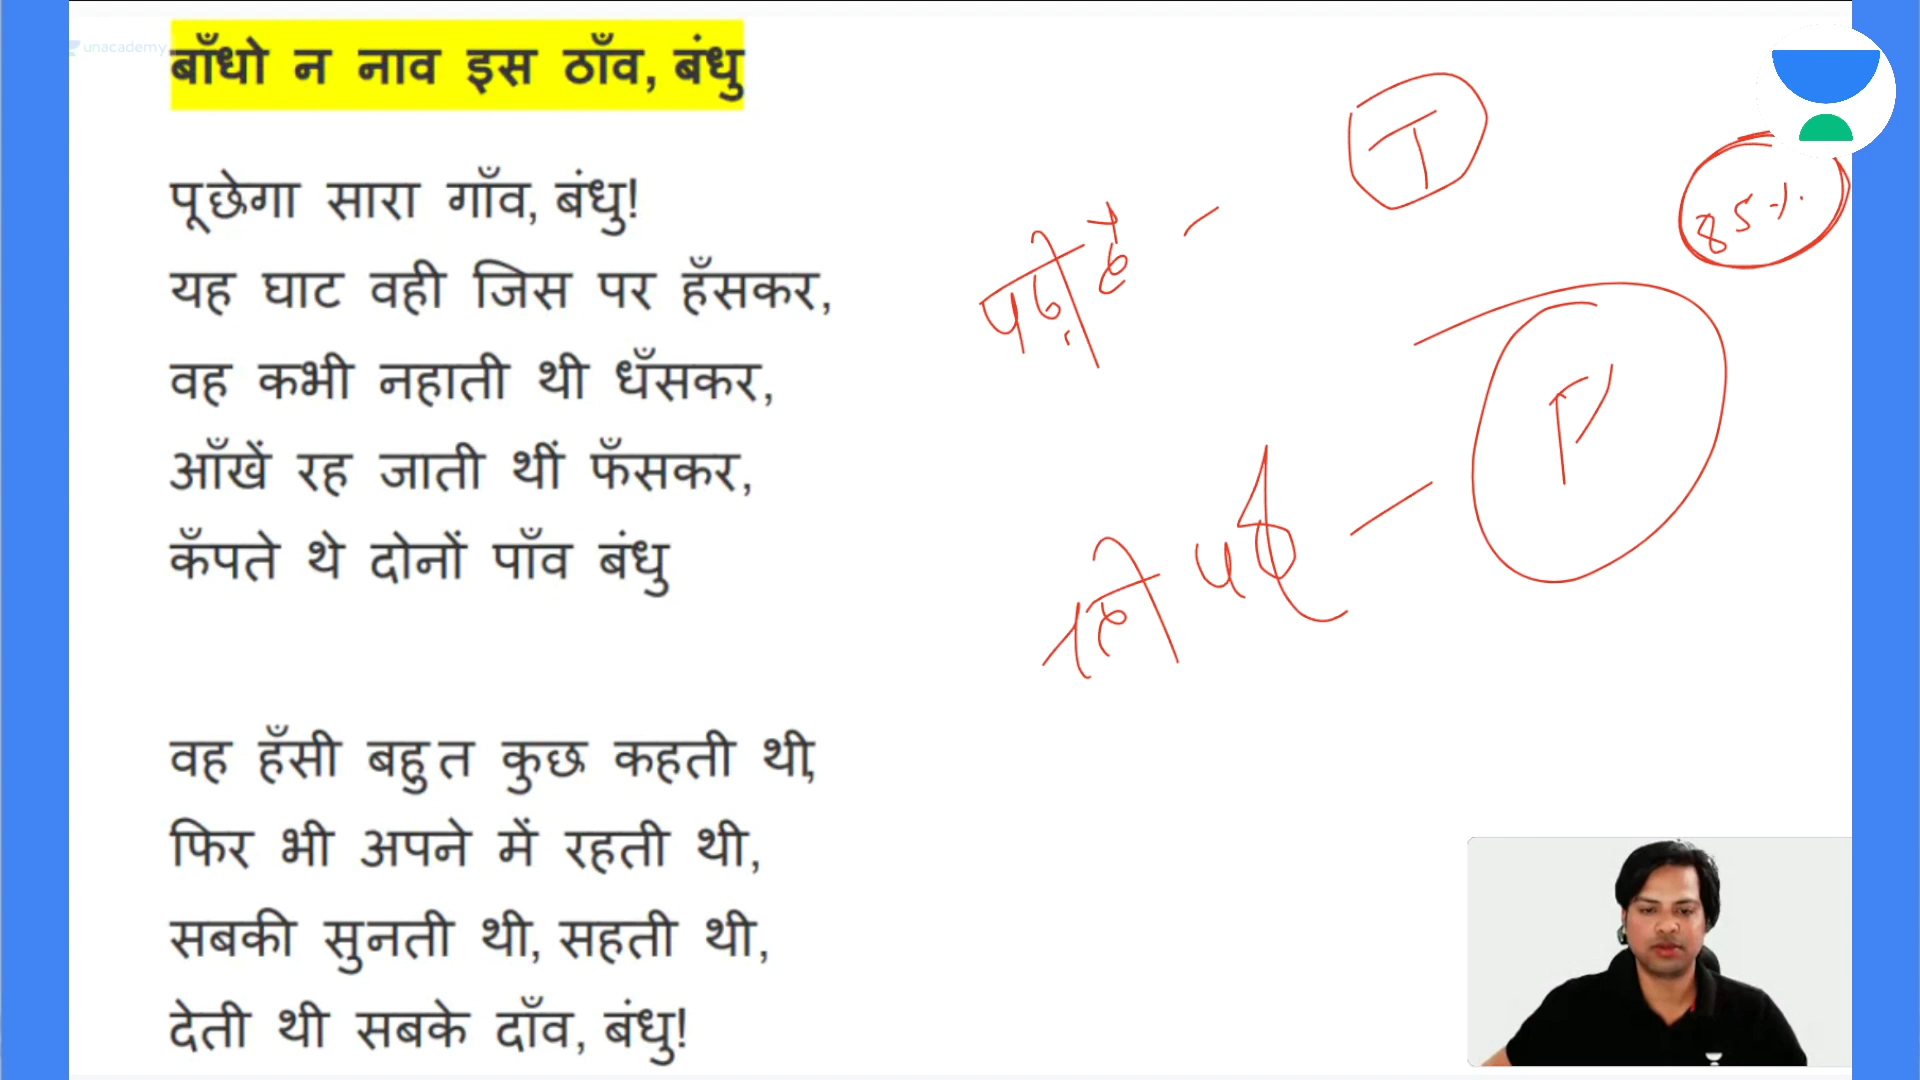 unacademy
बाँधो न नाव इस ठाँव, बंधु
पूछेगा सारा गाँव, बंधु!
यह घाट वही जिस पर हँसकर,
वह कभी नहाती थी धँसकर,
आँखें रह जाती थीं फँसकर,
कँपते थे दोनों पाँव बंधु
वह हँसी बहुत कुछ कहती थी,
फिर भी अपने में रहती थी,
सबकी सुनती थी, सहती थी,
देती थी सबके दाँव, बंधु!
T
85%
P